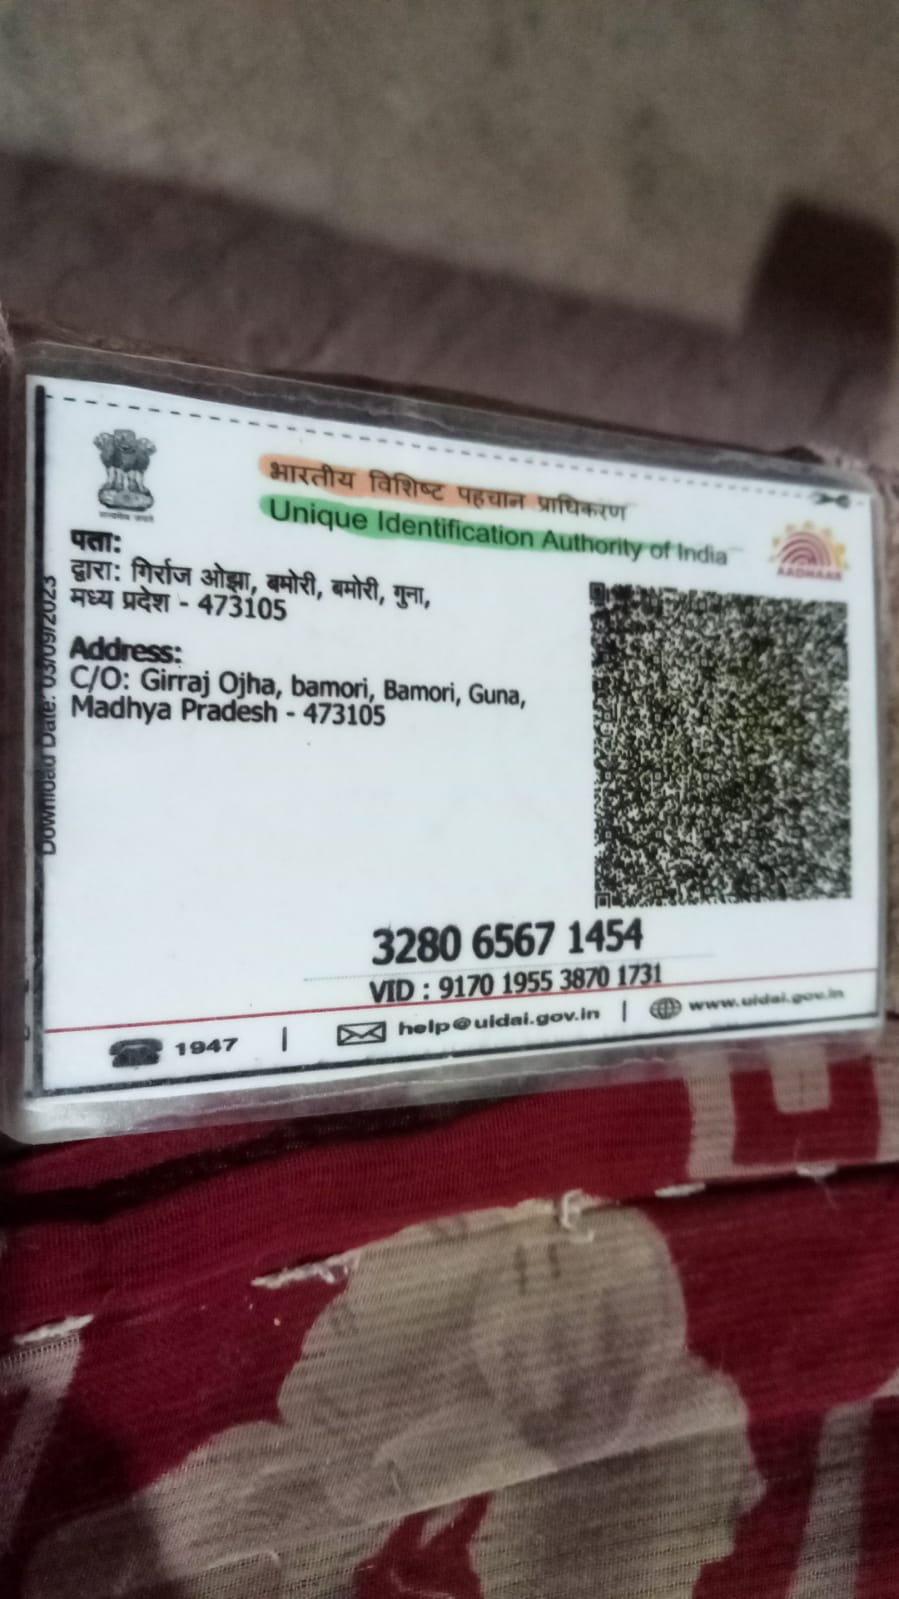 भारतीय विशिष्ट पहचान प्राधिकरण
Unique Identification Authority of India
सत्यमेव जयते
AADHAAR
पता:
द्वारा: गिर्राज ओझा, बमोरी, बमोरी, गुना,
मध्य प्रदेश - 473105
Address:
C/O: Girraj Ojha, bamori, Bamori, Guna,
Madhya Pradesh - 473105
Download Date: 03/09/2023
3280 6567 1454
VID : 9170 1955 3870 1731
1947 | help@uidai.gov.in | www.uidai.gov.in